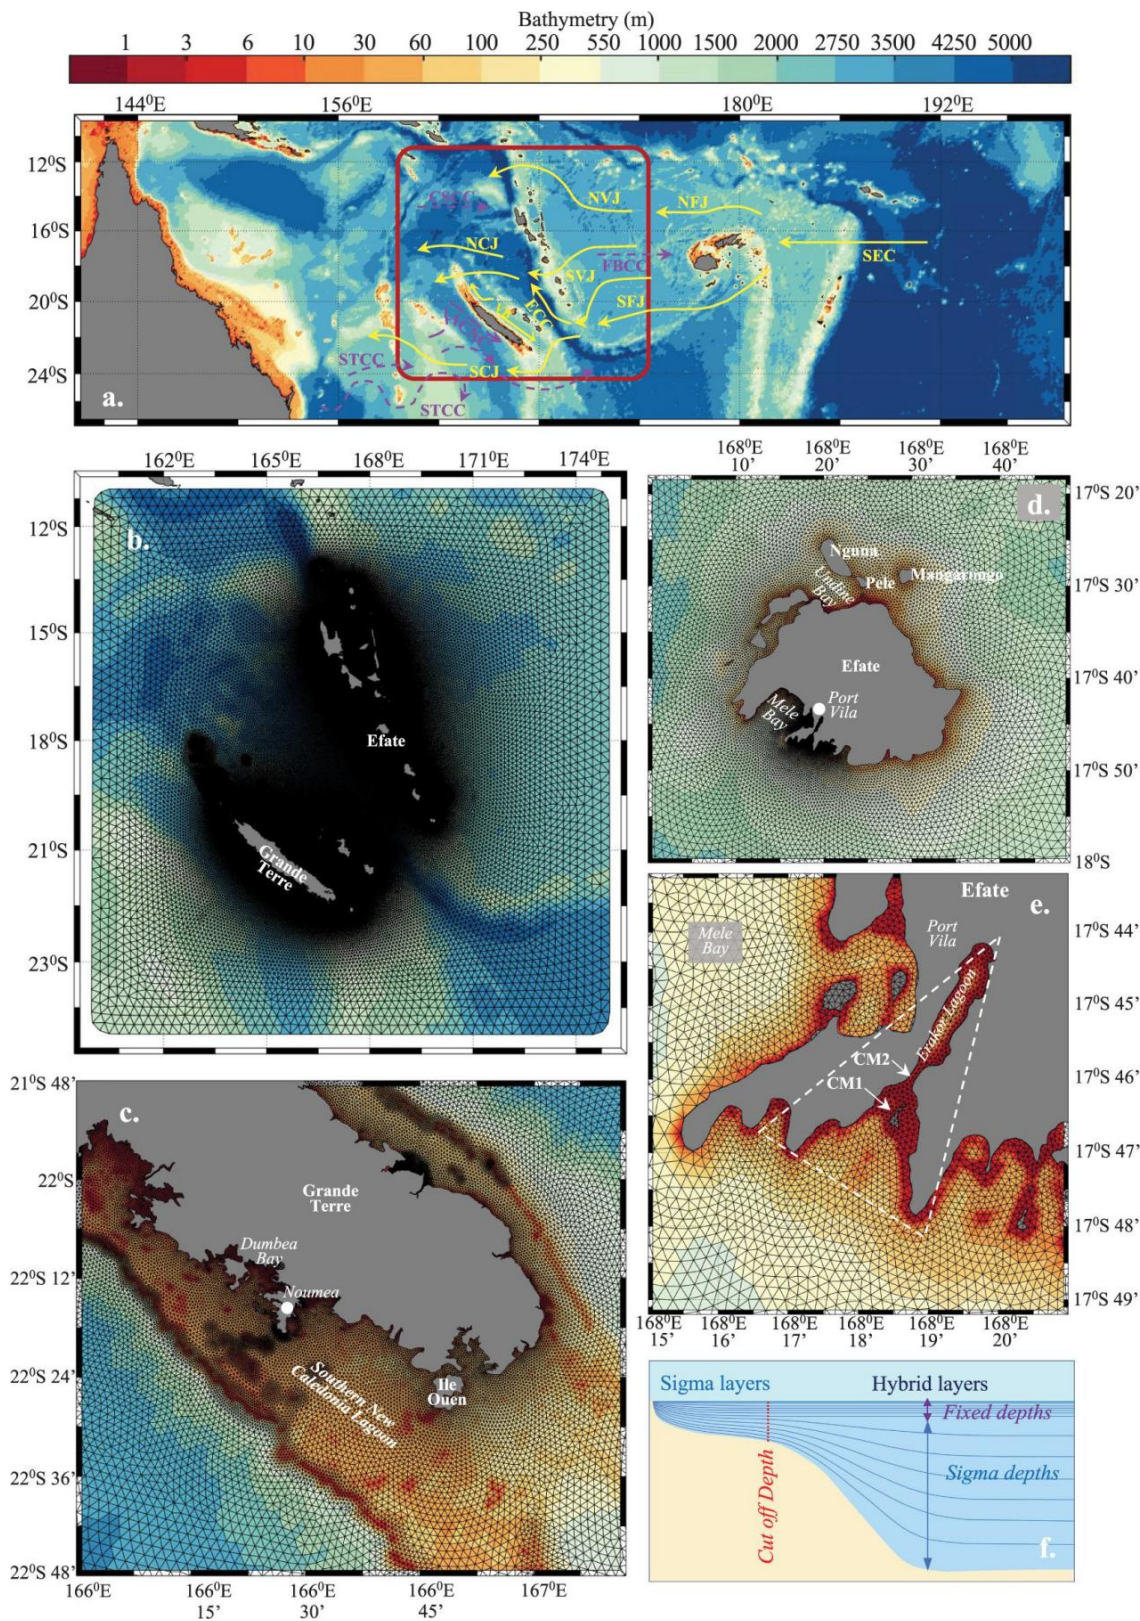 Bathymetry (m)
1 3 6 10 30 60 100 250 550 1000 1500 2000 2750 3500 4250 5000
144⁰E 156⁰E 180⁰E 192⁰E
12⁰S
16⁰S
20⁰S
24⁰S
NVJ NFJ
CSCC
NCJ SVJ FBCC SEC
ECC SFJ
STCC SCJ
STCC
a.
162⁰E 165⁰E 168⁰E 171⁰E 174⁰E
12⁰S
15⁰S
18⁰S
21⁰S
23⁰S
b.
Efate
Grande
Terre
168⁰E 168⁰E 168⁰E 168⁰E
10’ 20’ 30’ 40’
17⁰S 20’
17⁰S 30’
17⁰S 40’
17⁰S 50’
18⁰S
d.
Nguna
Pele
Undine
Bay
Efate
Mele
Bay
Port
Vila
Efate
e.
Mele
Bay
Port
Vila
Erakor Lagoon
CM2
CM1
17⁰S 44’
17⁰S 45’
17⁰S 46’
17⁰S 47’
17⁰S 48’
17⁰S 49’
168⁰E 168⁰E 168⁰E 168⁰E 168⁰E 168⁰E
15’ 16’ 17’ 18’ 19’ 20’
21⁰S 48’
22⁰S
22⁰S 12’
22⁰S 24’
22⁰S 36’
22⁰S 48’
c.
Grande
Terre
Dumbea
Bay
Noumea
Southern New
Caledonia Lagoon
Ile
Ouen
166⁰E 166⁰E 166⁰E 166⁰E 167⁰E
15’ 30’ 45’
Sigma layers Hybrid layers
Fixed depths
Cut off Depth
Sigma depths
f.